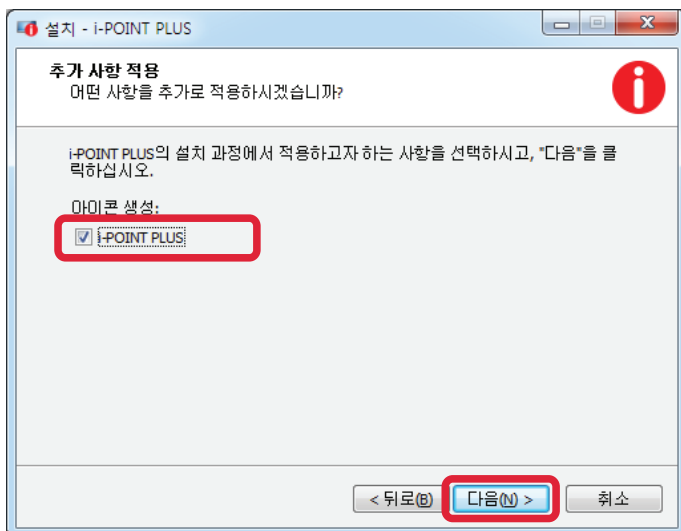 설치 - i-POINT PLUS
추가 사항 적용
어떤 사항을 추가로 적용하시겠습니까?
i-POINT PLUS의 설치 과정에서 적용하고자 하는 사항을 선택하시고, "다음"을 클
릭하십시오.
아이콘 생성:
i-POINT PLUS
< 뒤로(B) 다음(N) > 취소